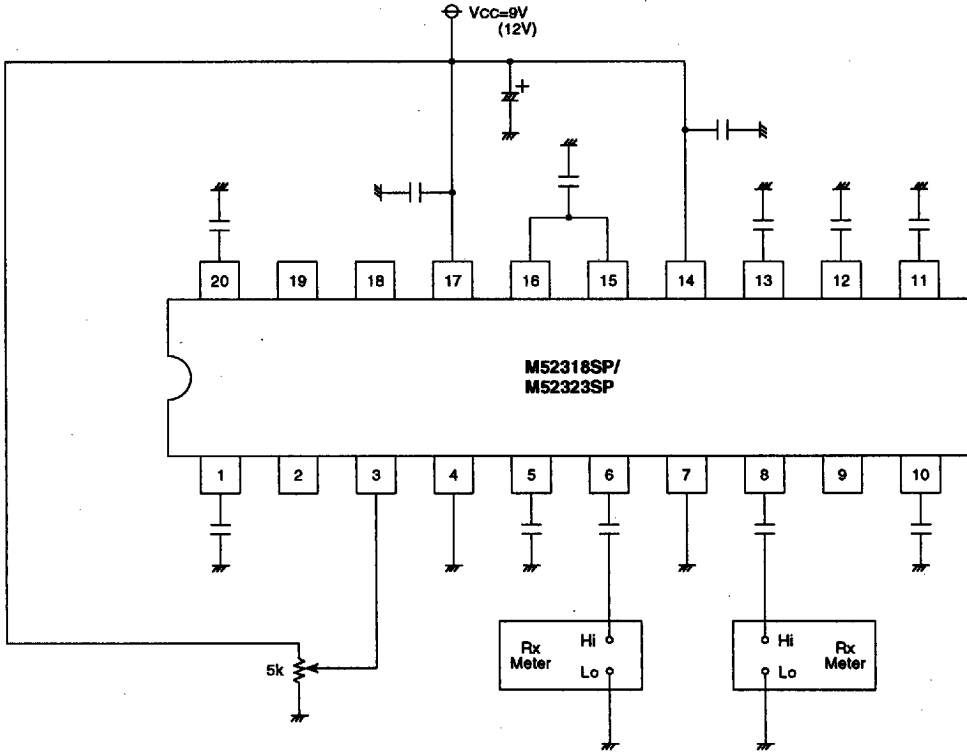 Vcc=9V
(12V)
+
20 19 18 17 16 15 14 13 12 11
M52318SP/
M52323SP
1 2 3 4 5 6 7 8 9 10
5k
Rx
Meter
Hi
Lo
Hi
Lo
Rx
Meter